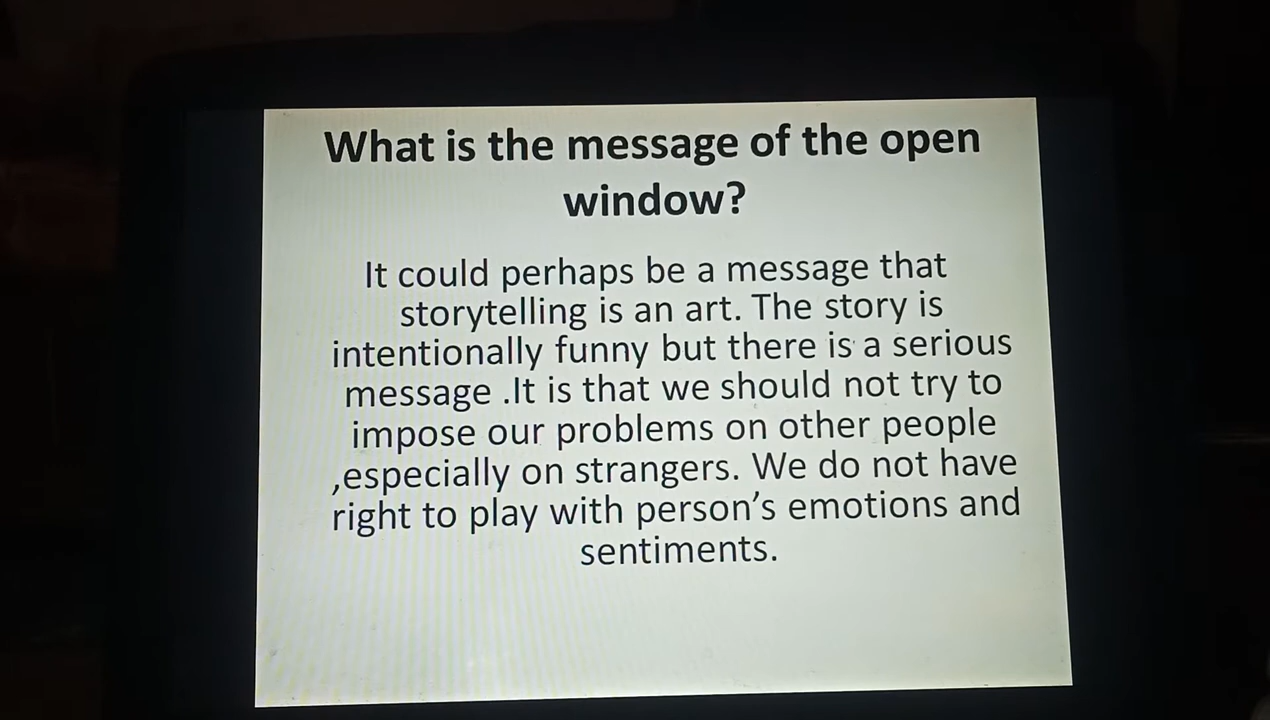 What is the message of the open
window?
It could perhaps be a message that
storytelling is an art. The story is
intentionally funny but there is a serious
message .It is that we should not try to
impose our problems on other people
,especially on strangers. We do not have
right to play with person’s emotions and
sentiments.